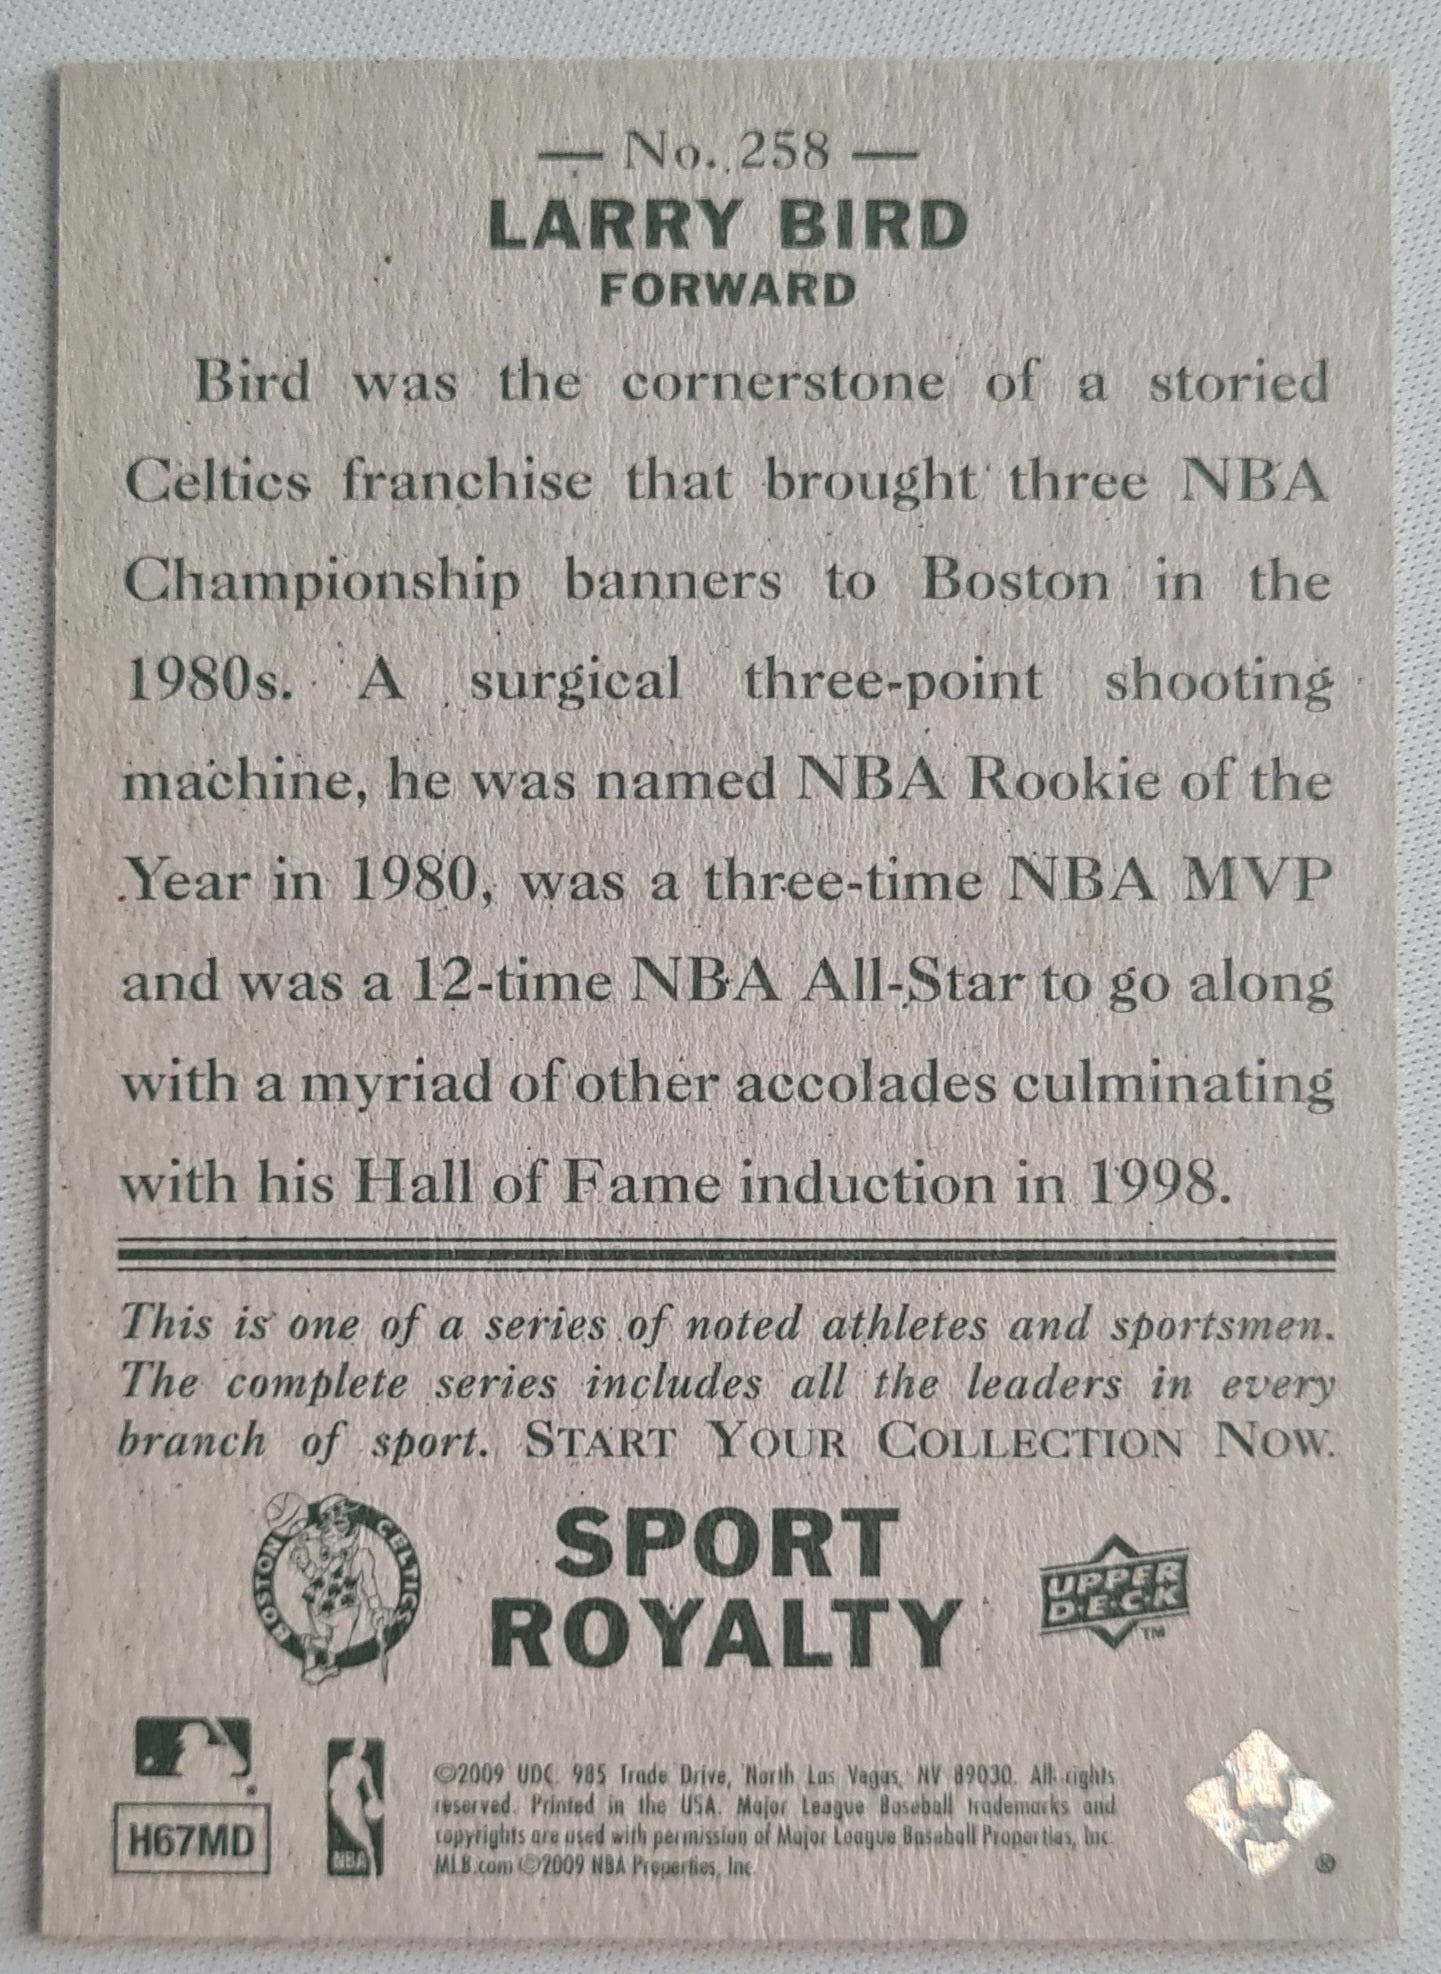 — No. 258 —
LARRY BIRD
FORWARD
Bird was the cornerstone of a storied
Celtics franchise that brought three NBA
Championship banners to Boston in the
1980s. A surgical three-point shooting
machine, he was named NBA Rookie of the
Year in 1980, was a three-time NBA MVP
and was a 12-time NBA All-Star to go along
with a myriad of other accolades culminating
with his Hall of Fame induction in 1998.
This is one of a series of noted athletes and sportsmen.
The complete series includes all the leaders in every
branch of sport. START YOUR COLLECTION NOW.
BOSTON CELTICS
SPORT
ROYALTY
UPPER
D·E·C·K
TM
H67MD
NBA
©2009 UDC. 985 Trade Drive, North Las Vegas, NV 89030. All rights
reserved. Printed in the USA. Major League Baseball trademarks and
copyrights are used with permission of Major League Baseball Properties, Inc.
MLB.com ©2009 NBA Properties, Inc.
®